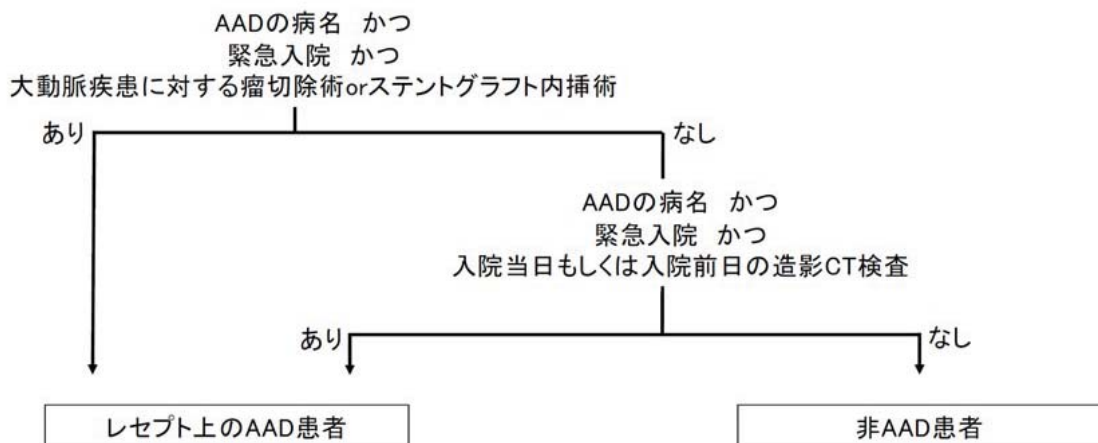 AADの病名　かつ
緊急入院　かつ
大動脈疾患に対する瘤切除術orステントグラフト内挿術
あり
なし
AADの病名　かつ
緊急入院　かつ
入院当日もしくは入院前日の造影CT検査
あり
なし
レセプト上のAAD患者
非AAD患者